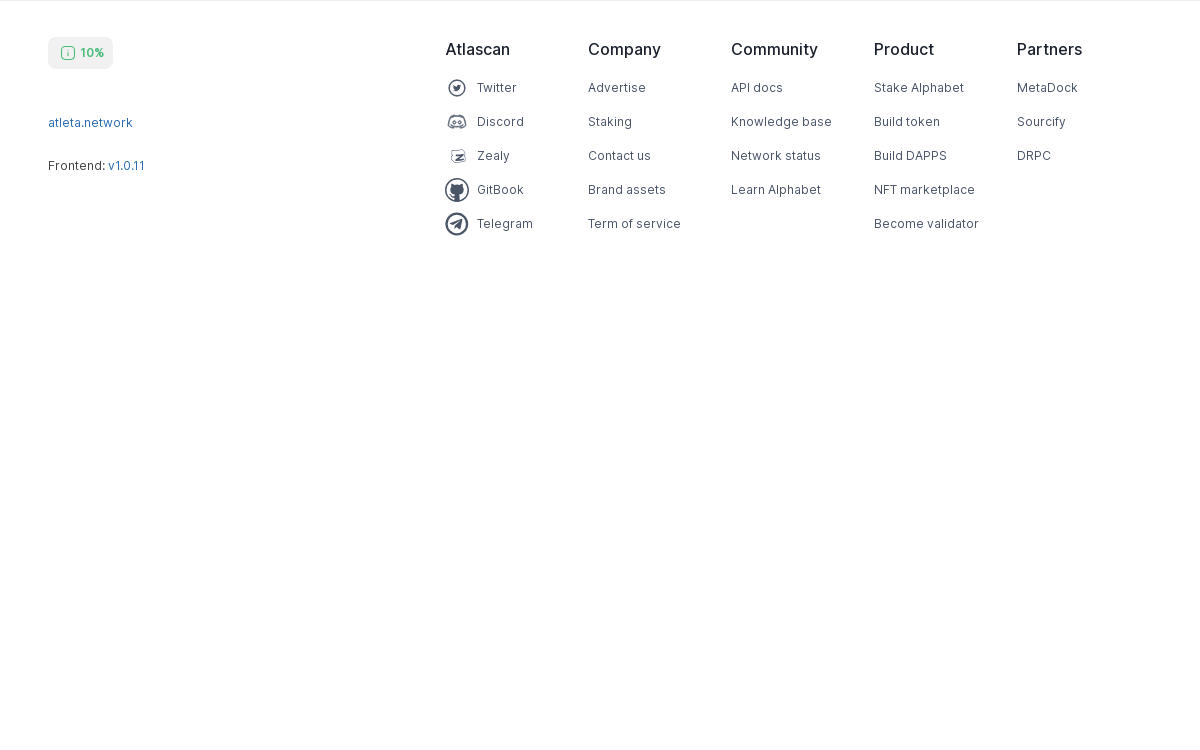 10%
atleta.network
Frontend: v1.0.11
Atlascan
Twitter
Discord
Zealy
GitBook
Telegram
Company
Advertise
Staking
Contact us
Brand assets
Term of service
Community
API docs
Knowledge base
Network status
Learn Alphabet
Product
Stake Alphabet
Build token
Build DAPPS
NFT marketplace
Become validator
Partners
MetaDock
Sourcify
DRPC